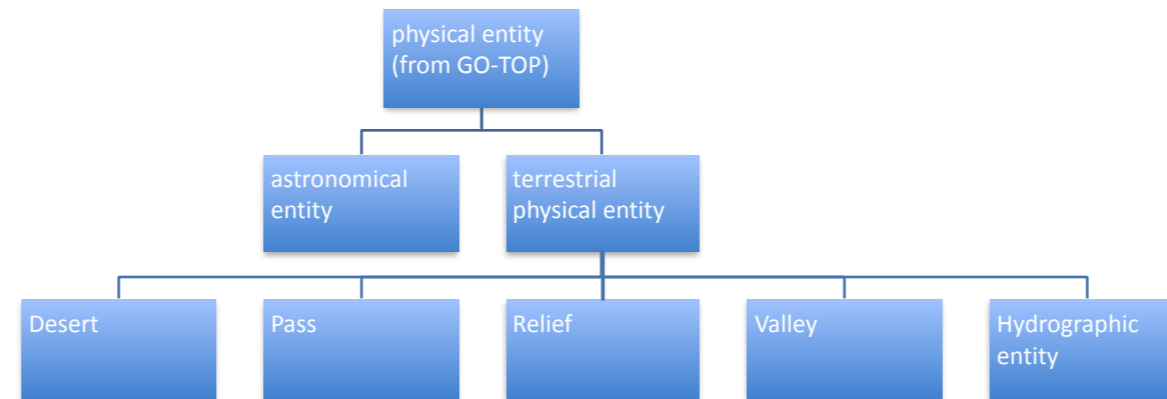 physical entity
(from GO-TOP)
astronomical
entity
terrestrial
physical entity
Desert
Pass
Relief
Valley
Hydrographic
entity